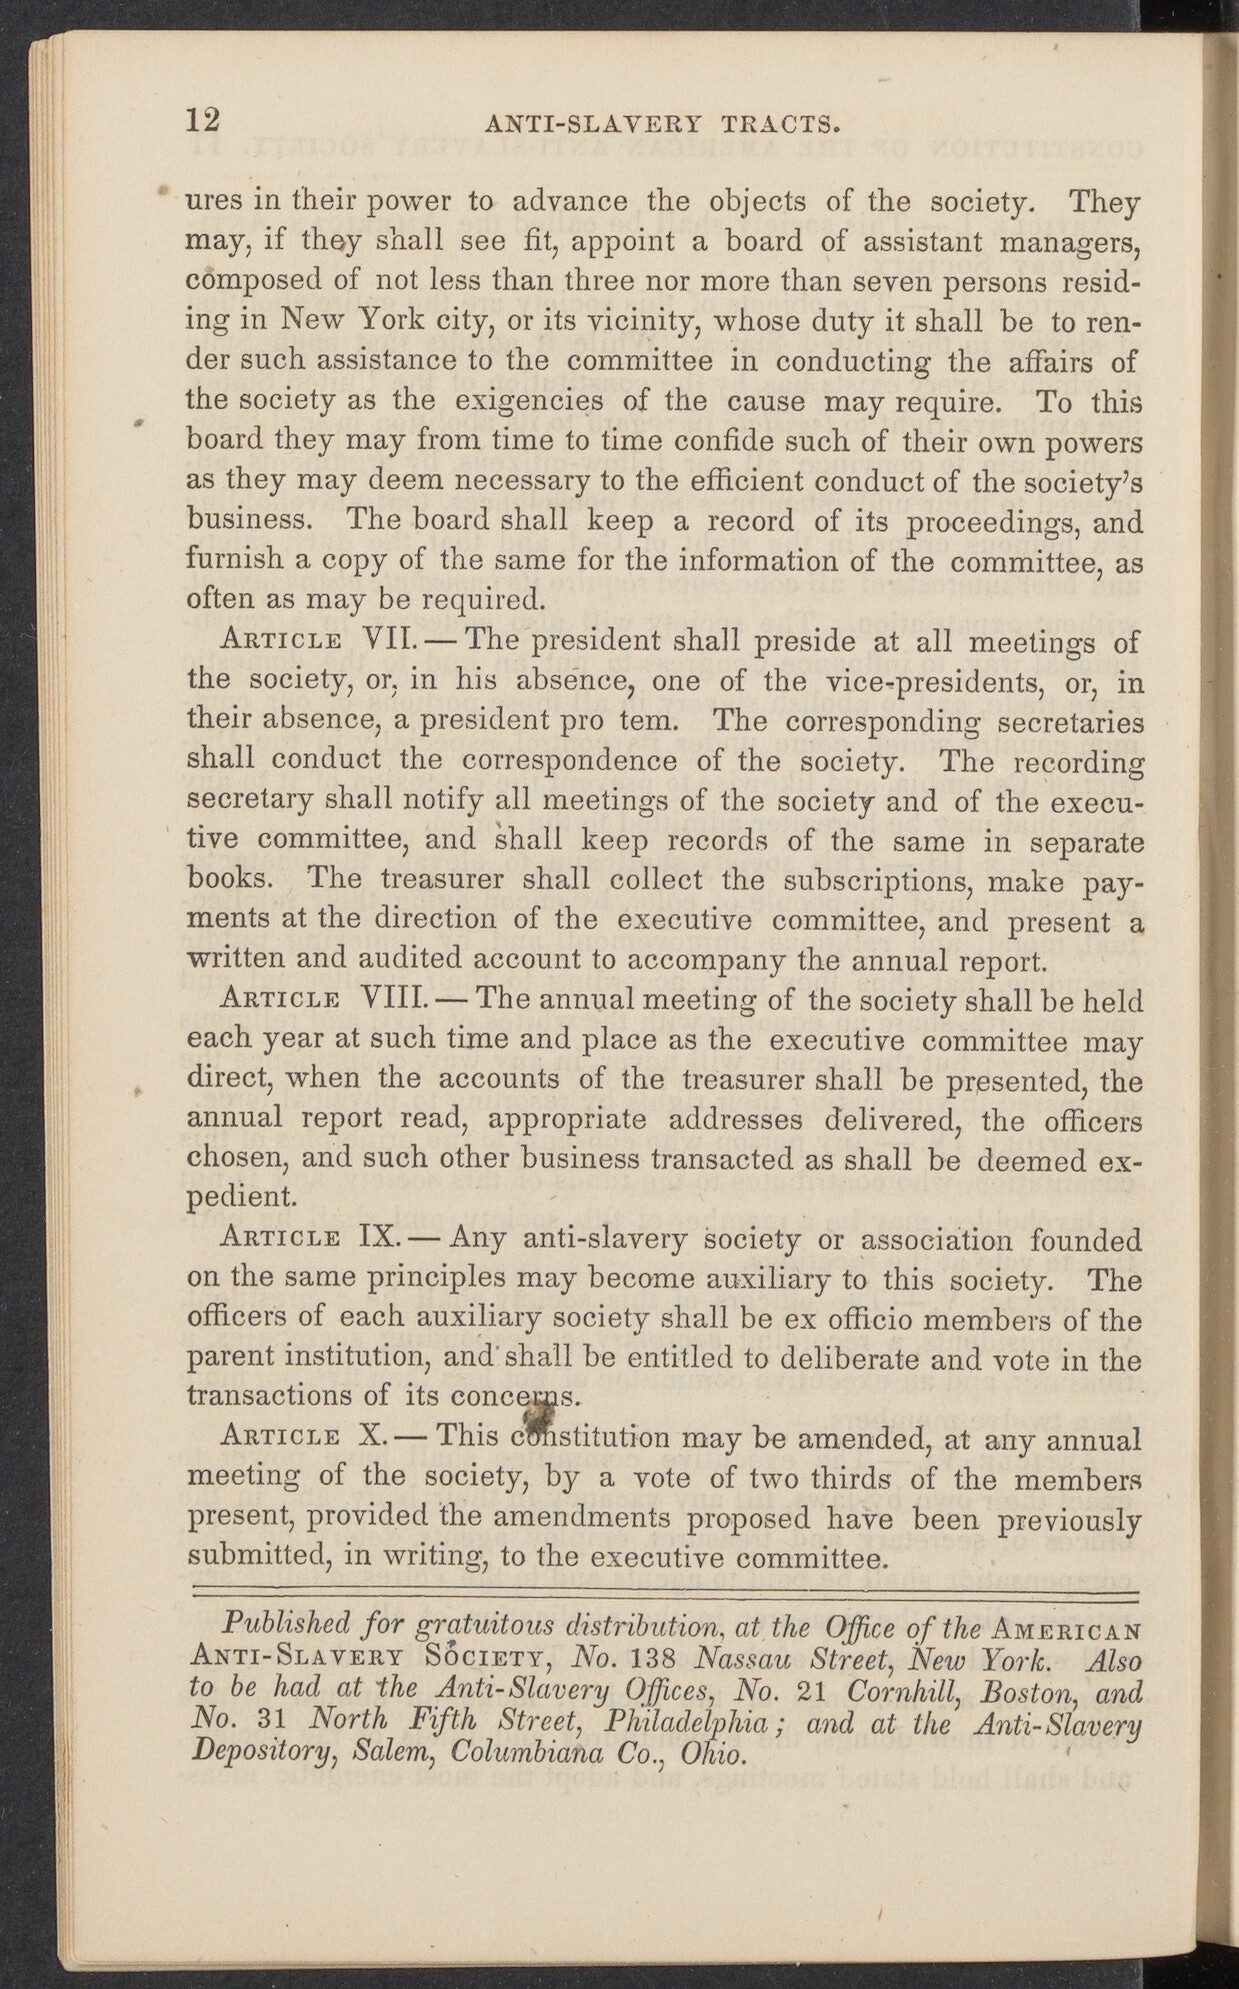 12 ANTI-SLAVERY TRACTS.
ures in their power to advance the objects of the society. They
may, if they shall see fit, appoint a board of assistant managers,
composed of not less than three nor more than seven persons resid-
ing in New York city, or its vicinity, whose duty it shall be to ren-
der such assistance to the committee in conducting the affairs of
the society as the exigencies of the cause may require. To this
board they may from time to time confide such of their own powers
as they may deem necessary to the efficient conduct of the society's
business. The board shall keep a record of its proceedings, and
furnish a copy of the same for the information of the committee, as
often as may be required.
ARTICLE VII. — The president shall preside at all meetings of
the society, or, in his absence, one of the vice-presidents, or, in
their absence, a president pro tem. The corresponding secretaries
shall conduct the correspondence of the society. The recording
secretary shall notify all meetings of the society and of the execu-
tive committee, and shall keep records of the same in separate
books. The treasurer shall collect the subscriptions, make pay-
ments at the direction of the executive committee, and present a
written and audited account to accompany the annual report.
ARTICLE VIII. — The annual meeting of the society shall be held
each year at such time and place as the executive committee may
direct, when the accounts of the treasurer shall be presented, the
annual report read, appropriate addresses delivered, the officers
chosen, and such other business transacted as shall be deemed ex-
pedient.
ARTICLE IX. — Any anti-slavery society or association founded
on the same principles may become auxiliary to this society. The
officers of each auxiliary society shall be ex officio members of the
parent institution, and shall be entitled to deliberate and vote in the
transactions of its concerns.
ARTICLE X. — This constitution may be amended, at any annual
meeting of the society, by a vote of two thirds of the members
present, provided the amendments proposed have been previously
submitted, in writing, to the executive committee.
Published for gratuitous distribution, at the Office of the AMERICAN
ANTI-SLAVERY SOCIETY, No. 138 Nassau Street, New York. Also
to be had at the Anti-Slavery Offices, No. 21 Cornhill, Boston, and
No. 31 North Fifth Street, Philadelphia; and at the Anti-Slavery
Depository, Salem, Columbiana Co., Ohio.